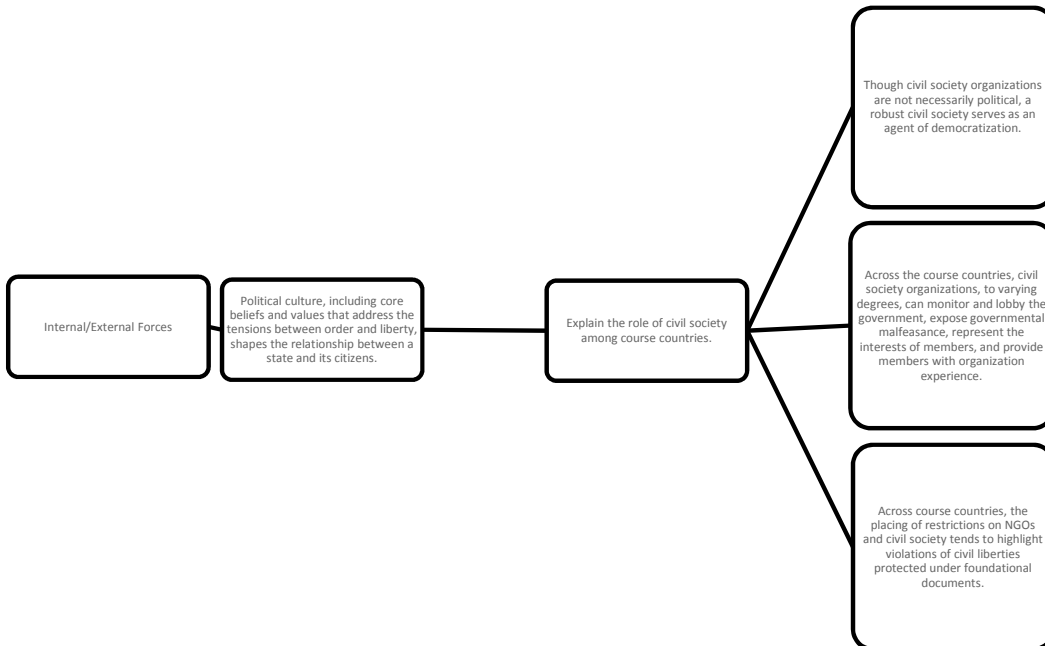 Internal/External Forces
Political culture, including core
beliefs and values that address the
tensions between order and liberty,
shapes the relationship between a
state and its citizens.
Explain the role of civil society
among course countries.
Though civil society organizations
are not necessarily political, a
robust civil society serves as an
agent of democratization.
Across the course countries, civil
society organizations, to varying
degrees, can monitor and lobby the
government, expose governmental
malfeasance, represent the
interests of members, and provide
members with organization
experience.
Across course countries, the
placing of restrictions on NGOs
and civil society tends to highlight
violations of civil liberties
protected under foundational
documents.